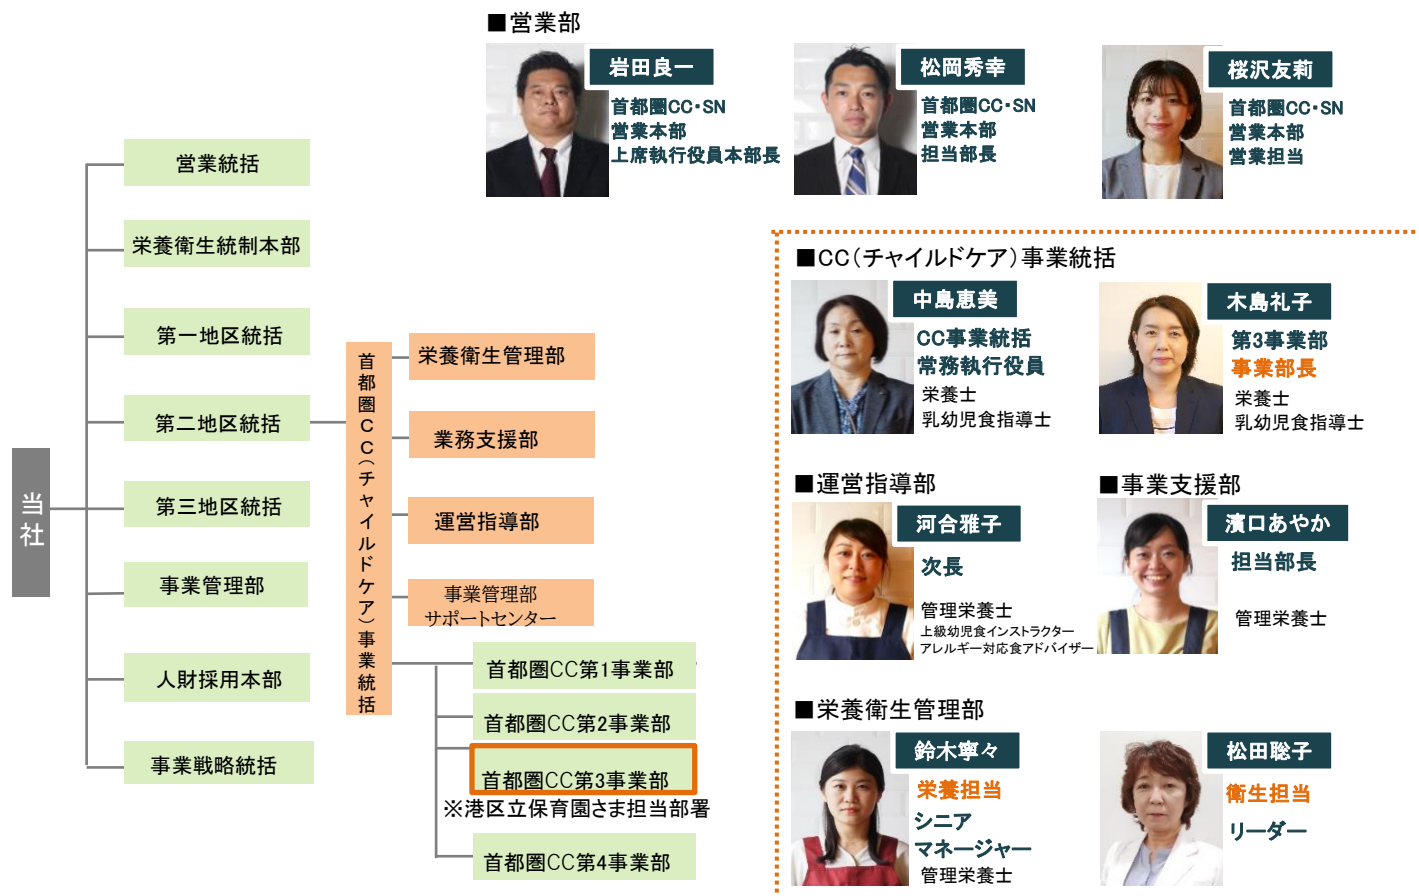 ■営業部
岩田良一
首都圏CC・SN
営業本部
上席執行役員本部長
松岡秀幸
首都圏CC・SN
営業本部
担当部長
桜沢友莉
首都圏CC・SN
営業本部
営業担当
当社
営業統括
栄養衛生統制本部
第一地区統括
第二地区統括
第三地区統括
事業管理部
人財採用本部
事業戦略統括
首都圏CC(チャイルドケア)事業統括
栄養衛生管理部
業務支援部
運営指導部
事業管理部
サポートセンター
首都圏CC第1事業部
首都圏CC第2事業部
首都圏CC第3事業部
※港区立保育園さま担当部署
首都圏CC第4事業部
■CC(チャイルドケア)事業統括
中島恵美
CC事業統括
常務執行役員
栄養士
乳幼児食指導士
木島礼子
第3事業部
事業部長
栄養士
乳幼児食指導士
■運営指導部
河合雅子
次長
管理栄養士
上級幼児食インストラクター
アレルギー対応食アドバイザー
■事業支援部
濱口あやか
担当部長
管理栄養士
■栄養衛生管理部
鈴木寧々
栄養担当
シニア
マネージャー
管理栄養士
松田聡子
衛生担当
リーダー